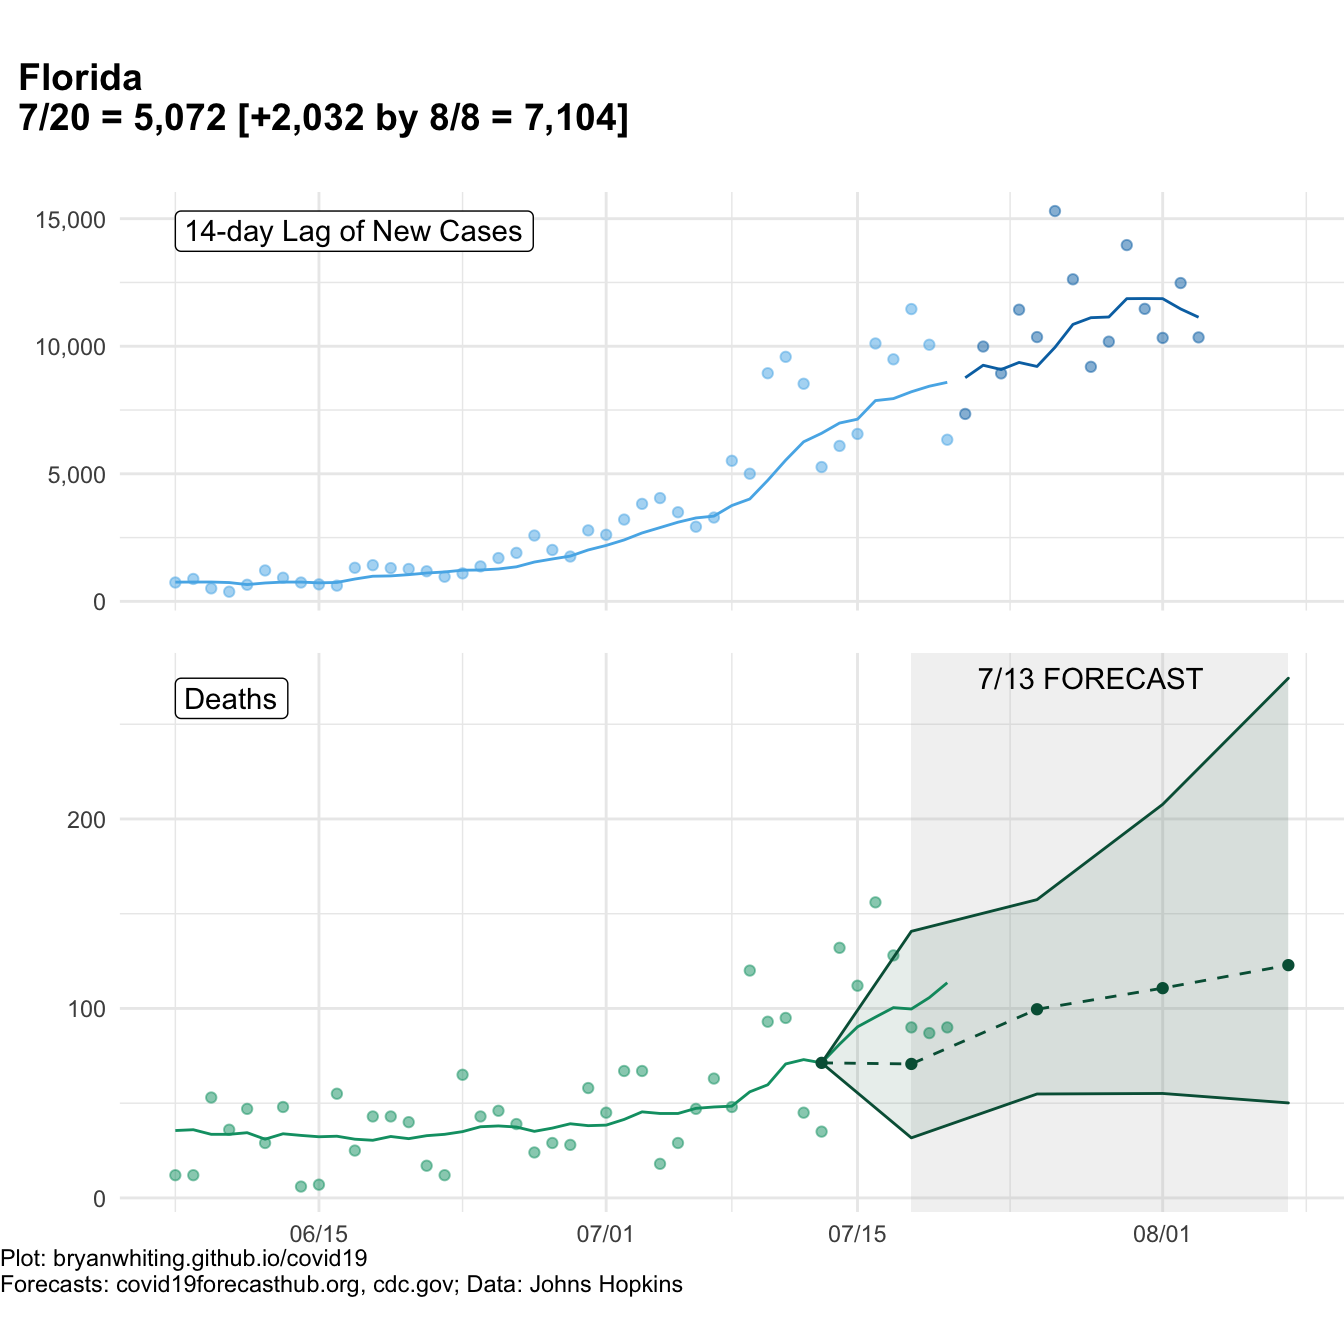 Florida
7/20 = 5,072 [+2,032 by 8/8 = 7,104]
15,000
14-day Lag of New Cases
10,000
5,000
0
7/13 FORECAST
Deaths
200
100
0
06/15
07/01
07/15
08/01
Plot: bryanwhiting.github.io/covid19
Forecasts: covid19forecasthub.org, cdc.gov; Data: Johns Hopkins